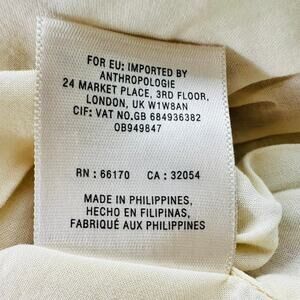 FOR EU: IMPORTED BY
ANTHROPOLOGIE
24 MARKET PLACE, 3RD FLOOR,
LONDON, UK W1W8AN
CIF: VAT NO.GB 684936382
OB949847
RN : 66170 CA : 32054
MADE IN PHILIPPINES,
HECHO EN FILIPINAS,
FABRIQUÉ AUX PHILIPPINES